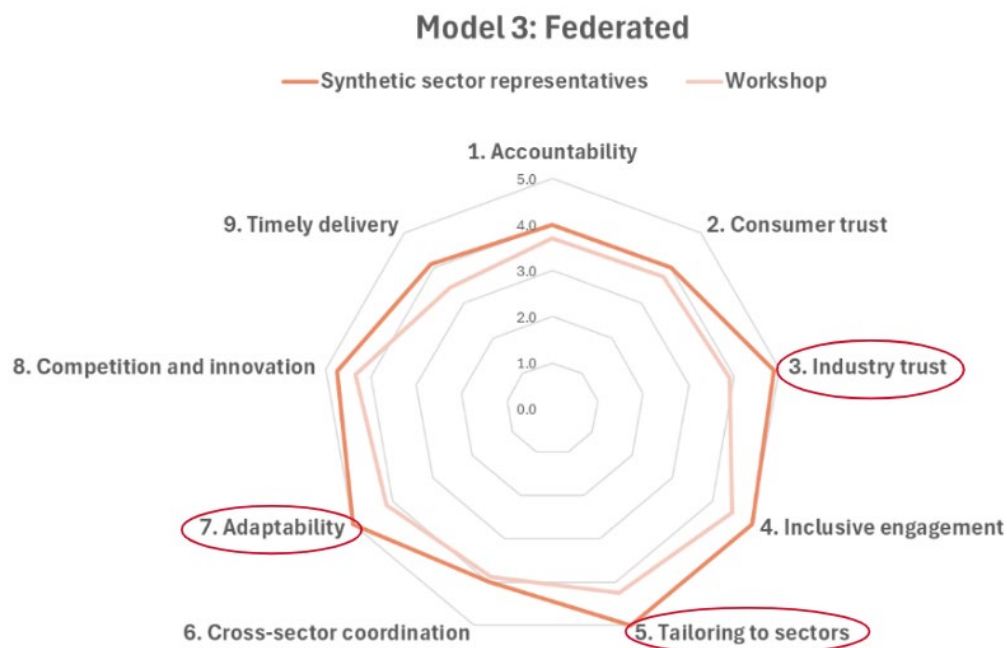 Model 3: Federated
Synthetic sector representatives
Workshop
1. Accountability
5.0
9. Timely delivery
4.0
2. Consumer trust
3.0
2.0
8. Competition and innovation
1.0
3. Industry trust
0.0
7. Adaptability
4. Inclusive engagement
6. Cross-sector coordination
5. Tailoring to sectors